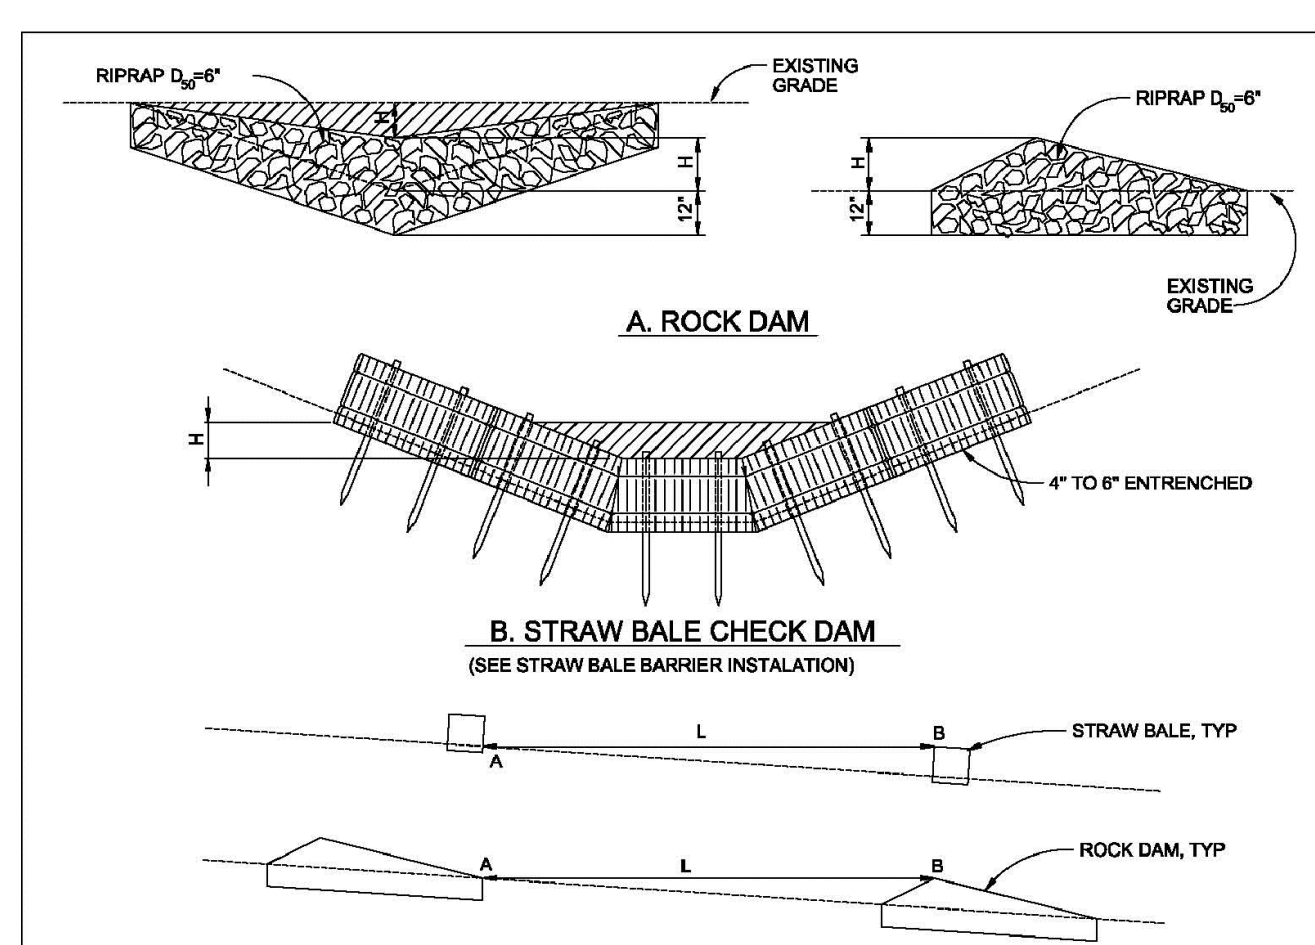 RIPRAP D50=6"
EXISTING
GRADE
H
H
12"
RIPRAP D50=6"
H
12"
EXISTING
GRADE
A. ROCK DAM
H
4" TO 6" ENTRENCHED
B. STRAW BALE CHECK DAM
(SEE STRAW BALE BARRIER INSTALATION)
A
L
B
STRAW BALE, TYP
A
L
B
ROCK DAM, TYP